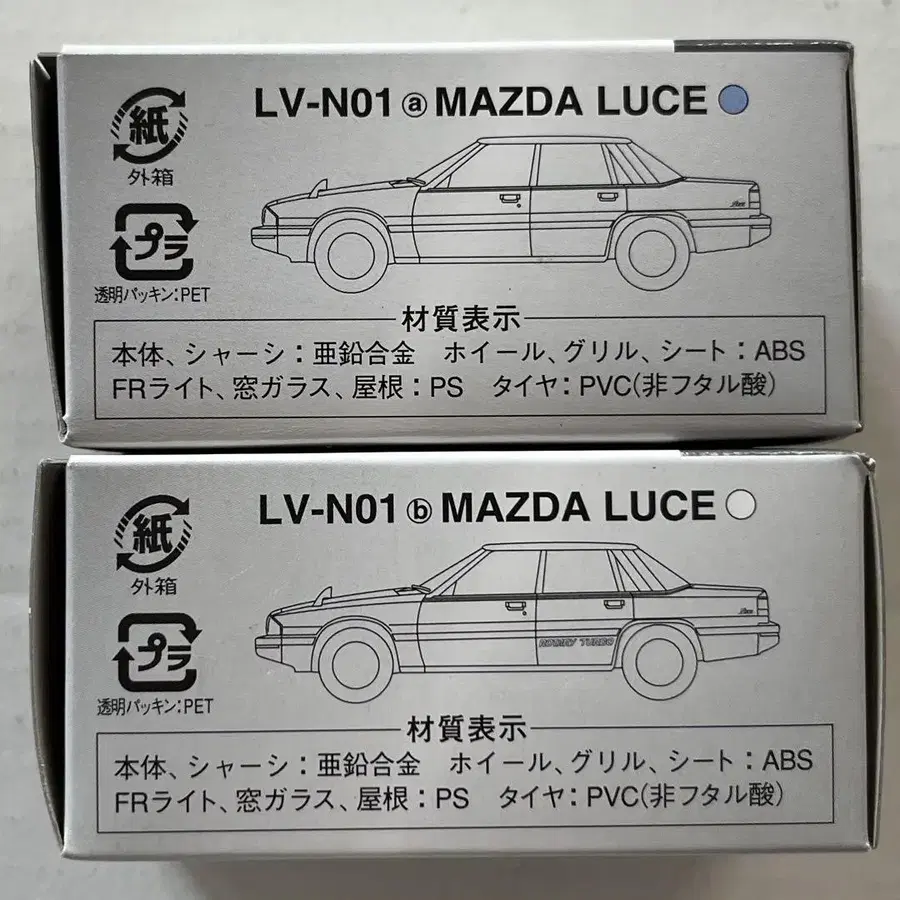 LV-N01 ⓐ MAZDA LUCE
紙
外箱
プラ
透明パッキン:PET
材質表示
本体、シャーシ:亜鉛合金 ホイール、グリル、シート:ABS
FRライト、窓ガラス、屋根:PS タイヤ:PVC(非フタル酸)
LV-N01 ⓑ MAZDA LUCE
紙
外箱
ROTARY TURBO
プラ
透明パッキン:PET
材質表示
本体、シャーシ:亜鉛合金 ホイール、グリル、シート:ABS
FRライト、窓ガラス、屋根:PS タイヤ:PVC(非フタル酸)